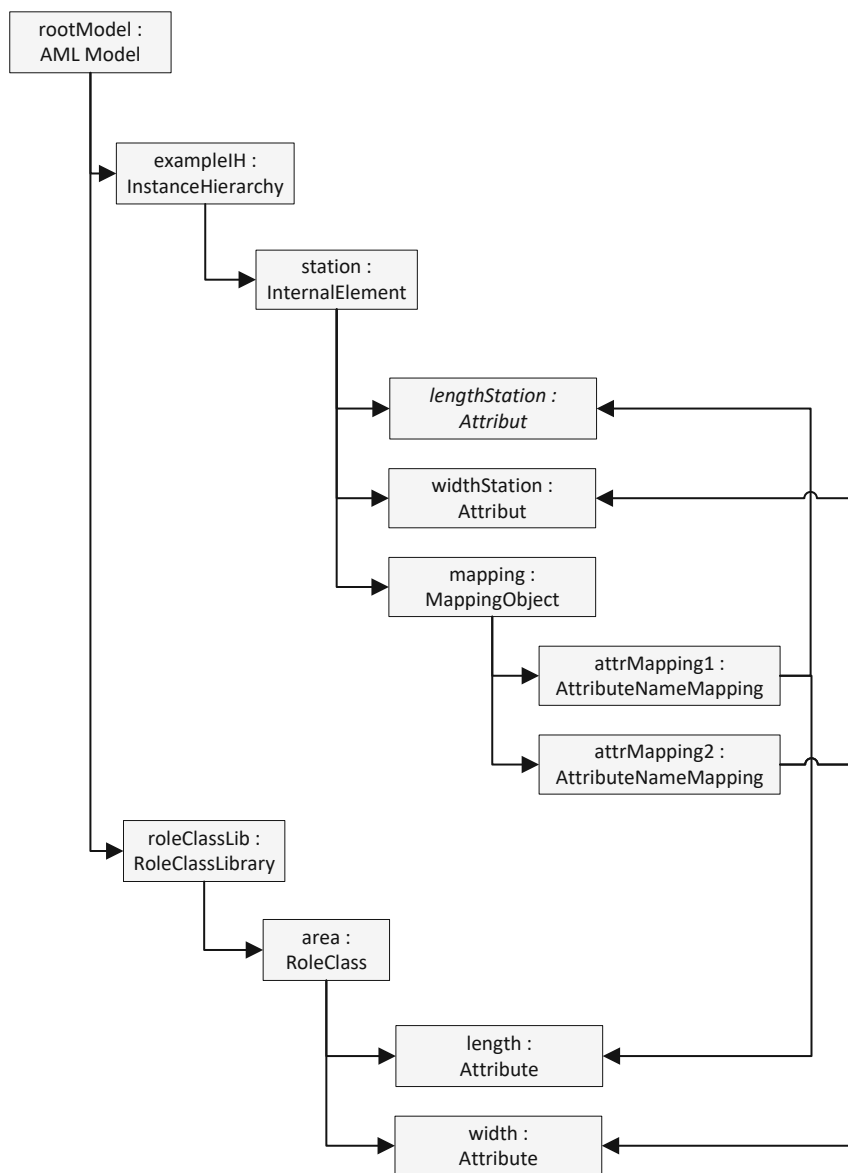 rootModel :
AML Model
exampleIH :
InstanceHierarchy
station :
InternalElement
lengthStation :
Attribut
widthStation :
Attribut
mapping :
MappingObject
attrMapping1 :
AttributeNameMapping
attrMapping2 :
AttributeNameMapping
roleClassLib :
RoleClassLibrary
area :
RoleClass
length :
Attribute
width :
Attribute